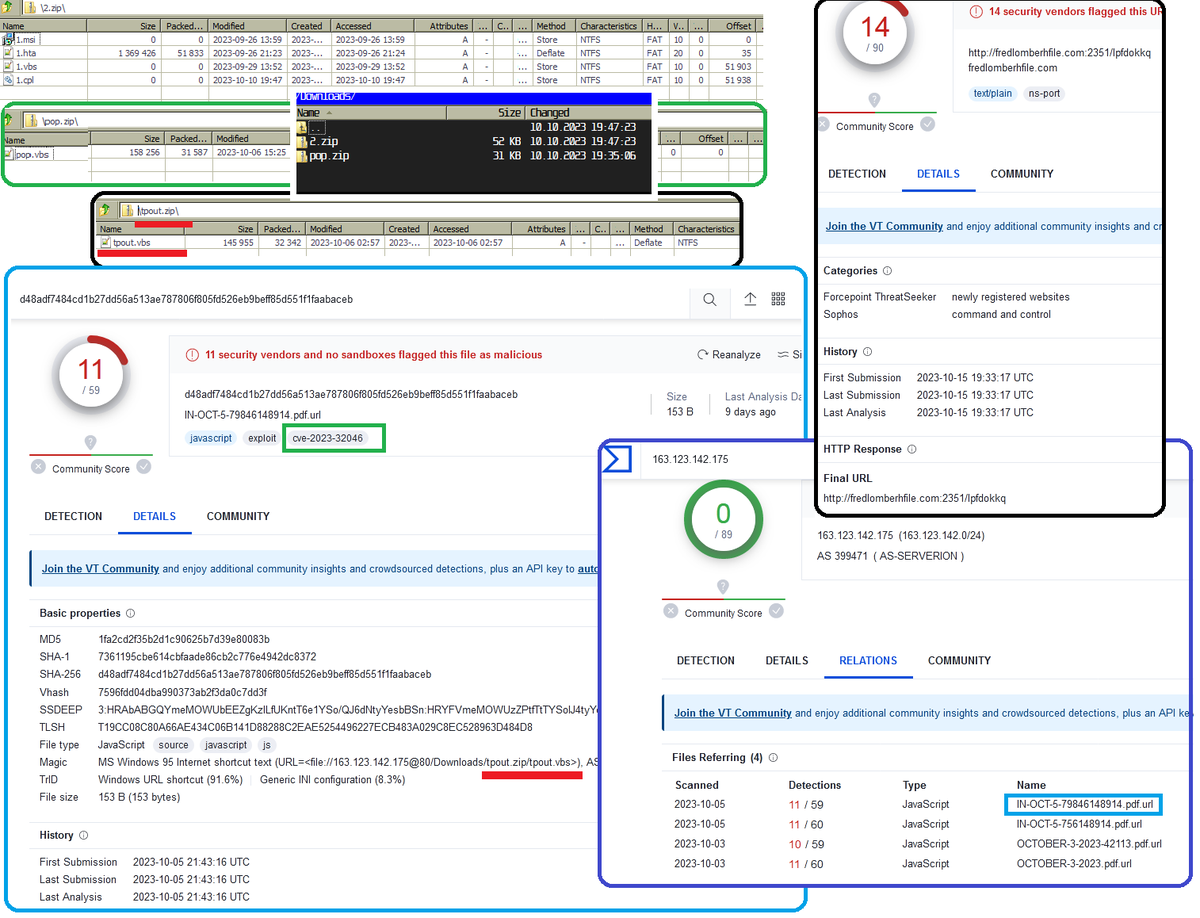 \2.zip\
Name Size Packed... Modified Created Accessed Attributes ... C.. ... Method Characteristics H... V... ... Offset
1.msi 0 0 2023-09-26 13:59 2023-... 2023-09-26 13:59 A - ... Store NTFS FAT 10 0 0
1.hta 1 369 426 51 833 2023-09-26 21:23 2023-... 2023-09-26 21:24 A - ... Deflate NTFS FAT 20 0 35
1.vbs 0 0 2023-09-29 13:52 2023-... 2023-09-29 13:52 A - ... Store NTFS FAT 10 0 51 903
1.cpl 0 0 2023-10-10 19:47 2023-... 2023-10-10 19:47 A - ... Store NTFS FAT 10 0 51 938
\pop.zip\
Name Size Packed... Modified ... Offset ... ...
pop.vbs 158 256 31 587 2023-10-06 15:25 0 0
/Downloads/
Name Size Changed
.. 10.10.2023 19:47:23
2.zip 52 KB 10.10.2023 19:47:23
pop.zip 31 KB 10.10.2023 19:35:06
\tpout.zip\
Name Size Packed... Modified Created Accessed Attributes ... C.. ... Method Characteristics
tpout.vbs 145 955 32 342 2023-10-06 02:57 2023-... 2023-10-06 02:57 A - ... Deflate NTFS
14
/ 90
14 security vendors flagged this UR
http://fredlomberhfile.com:2351/lpfdokkq
fredlomberhfile.com
text/plain ns-port
Community Score
DETECTION DETAILS COMMUNITY
Join the VT Community and enjoy additional community insights and cr
Categories
Forcepoint ThreatSeeker newly registered websites
Sophos command and control
History
First Submission 2023-10-15 19:33:17 UTC
Last Submission 2023-10-15 19:33:17 UTC
Last Analysis 2023-10-15 19:33:17 UTC
HTTP Response
Final URL
http://fredlomberhfile.com:2351/lpfdokkq
d48adf7484cd1b27dd56a513ae787806f805fd526eb9beff85d551f1faabaceb
11
/ 59
11 security vendors and no sandboxes flagged this file as malicious
Reanalyze Si
d48adf7484cd1b27dd56a513ae787806f805fd526eb9beff85d551f1faabaceb
IN-OCT-5-79846148914.pdf.url
Size
153 B
Last Analysis Da
9 days ago
javascript exploit cve-2023-32046
Community Score
DETECTION DETAILS COMMUNITY
Join the VT Community and enjoy additional community insights and crowdsourced detections, plus an API key to auto
Basic properties
MD5 1fa2cd2f35b2d1c90625b7d39e80083b
SHA-1 7361195cbe614cbfaade86cb2c776e4942dc8372
SHA-256 d48adf7484cd1b27dd56a513ae787806f805fd526eb9beff85d551f1faabaceb
Vhash 7596fdd04dba990373ab2f3da0c7dd3f
SSDEEP 3:HRAbABGQYmeMOWUbEEZgKzlLfUKntT6e1YSo/QJ6dNtyYesbBSn:HRYFVmeMOWUzZPtfTtTYSolJ4tyYe
TLSH T19CC08C80A66AE434C06B141D88288C2EAE5254496227ECB483A029C8EC528963D484D8
File type JavaScript source javascript js
Magic MS Windows 95 Internet shortcut text (URL=<file://163.123.142.175@80/Downloads/tpout.zip/tpout.vbs>), AS
TrID Windows URL shortcut (91.6%) Generic INI configuration (8.3%)
File size 153 B (153 bytes)
History
First Submission 2023-10-05 21:43:16 UTC
Last Submission 2023-10-05 21:43:16 UTC
Last Analysis 2023-10-05 21:43:16 UTC
163.123.142.175
0
/ 89
163.123.142.175 (163.123.142.0/24)
AS 399471 ( AS-SERVERION )
Community Score
DETECTION DETAILS RELATIONS COMMUNITY
Join the VT Community and enjoy additional community insights and crowdsourced detections, plus an API ke
Files Referring (4)
Scanned Detections Type Name
2023-10-05 11 / 59 JavaScript IN-OCT-5-79846148914.pdf.url
2023-10-05 11 / 60 JavaScript IN-OCT-5-756148914.pdf.url
2023-10-03 10 / 59 JavaScript OCTOBER-3-2023-42113.pdf.url
2023-10-03 11 / 60 JavaScript OCTOBER-3-2023.pdf.url